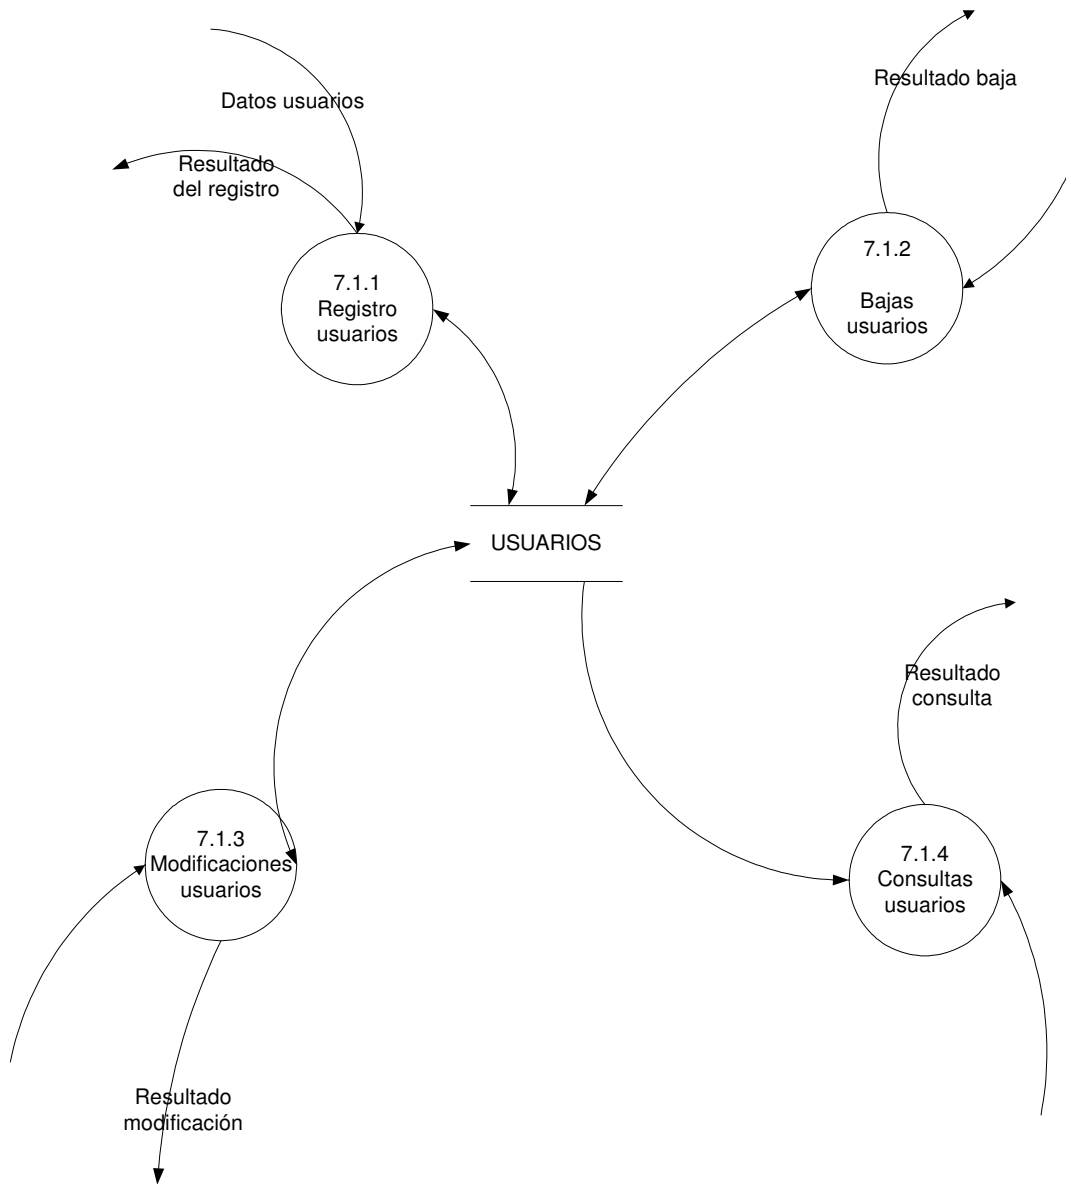 Datos usuarios
Resultado
del registro
7.1.1
Registro
usuarios
Resultado baja
7.1.2
Bajas
usuarios
USUARIOS
Resultado
consulta
7.1.3
Modificaciones
usuarios
7.1.4
Consultas
usuarios
Resultado
modificación